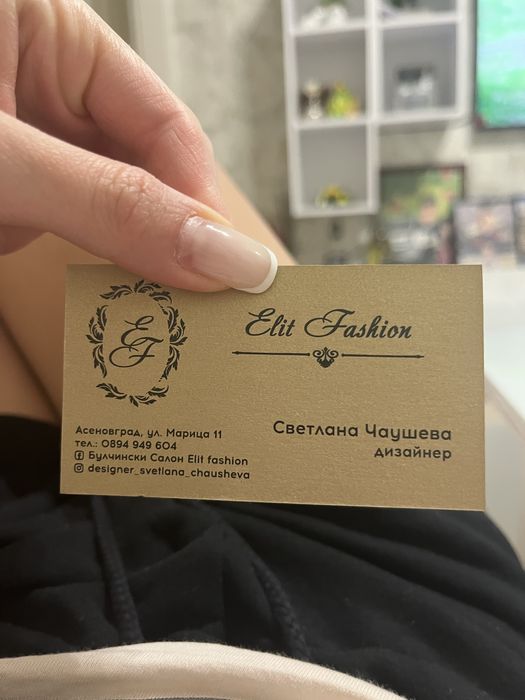 EF
Elit Fashion
Светлана Чаушева
дизайнер
Асеновград, ул. Марица 11
тел.: 0894 949 604
Булчински Салон Elit fashion
designer_svetlana_chausheva